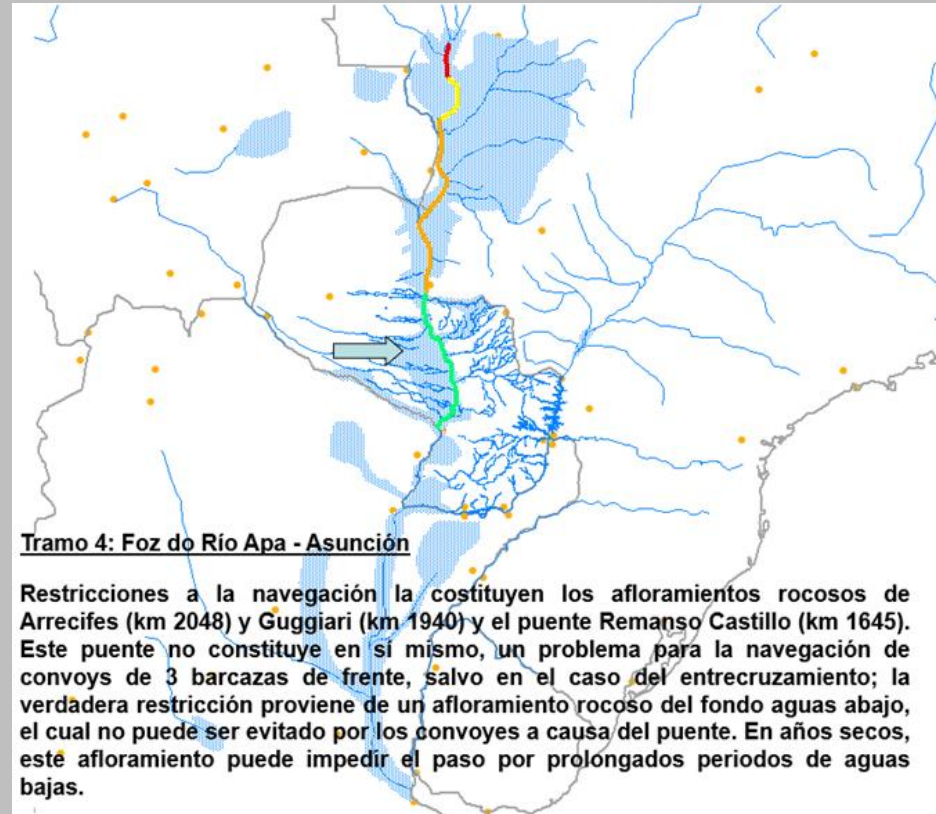 Tramo 4: Foz do Río Apa - Asunción
Restricciones a la navegación la costituyen los afloramientos rocosos de
Arrecifes (km 2048) y Guggiari (km 1940) y el puente Remanso Castillo (km 1645).
Este puente no constituye en sí mismo, un problema para la navegación de
convoys de 3 barcazas de frente, salvo en el caso del entrecruzamiento; la
verdadera restricción proviene de un afloramiento rocoso del fondo aguas abajo,
el cual no puede ser evitado por los convoyes a causa del puente. En años secos,
este afloramiento puede impedir el paso por prolongados periodos de aguas
bajas.